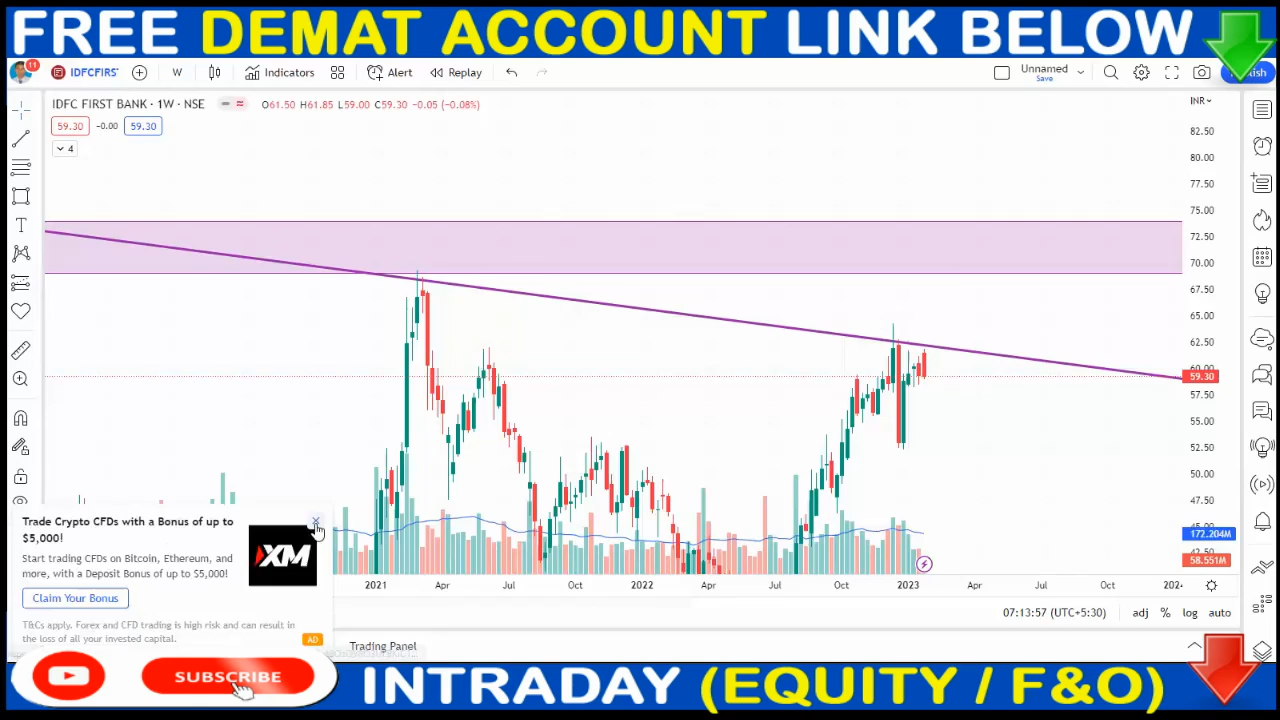 FREE DEMAT ACCOUNT LINK BELOW
11 IDFCFIRS W Indicators Alert Replay Unnamed Save
IDFC FIRST BANK · 1W · NSE O61.50 H61.85 L59.00 C59.30 -0.05 (-0.08%) INR
59.30 -0.00 59.30
4
82.50
80.00
77.50
75.00
72.50
70.00
67.50
65.00
62.50
60.00
59.30
57.50
55.00
52.50
50.00
47.50
45.00
172.204M
42.50
58.551M
Trade Crypto CFDs with a Bonus of up to
$5,000!
Start trading CFDs on Bitcoin, Ethereum, and
more, with a Deposit Bonus of up to $5,000!
XM
Claim Your Bonus
T&Cs apply. Forex and CFD trading is high risk and can result in
the loss of all your invested capital.
AD
2021 Apr Jul Oct 2022 Apr Jul Oct 2023 Apr Jul Oct
07:13:57 (UTC+5:30) adj % log auto
Trading Panel
SUBSCRIBE
INTRADAY (EQUITY / F&O)